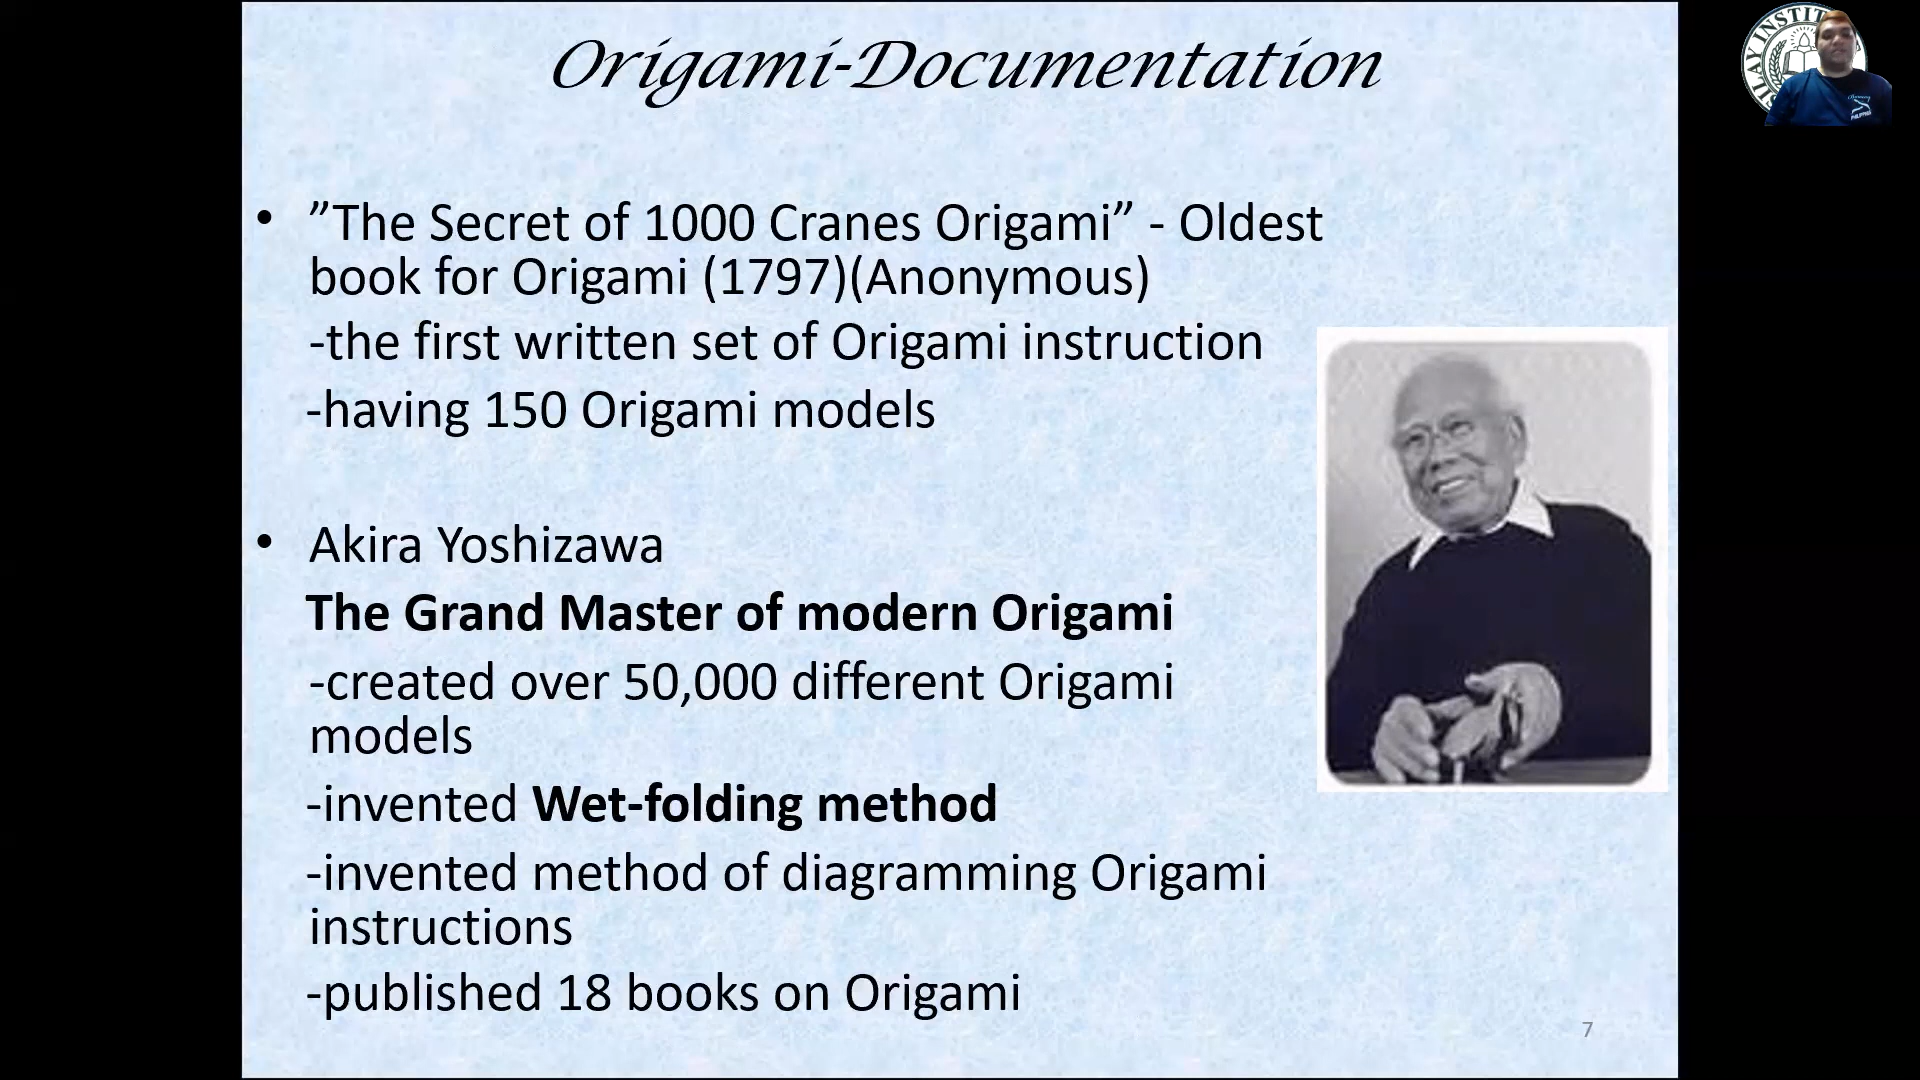 Origami-Documentation
• ”The Secret of 1000 Cranes Origami” - Oldest
book for Origami (1797)(Anonymous)
-the first written set of Origami instruction
-having 150 Origami models
• Akira Yoshizawa
The Grand Master of modern Origami
-created over 50,000 different Origami
models
-invented Wet-folding method
-invented method of diagramming Origami
instructions
-published 18 books on Origami
7
PHILIPPINES